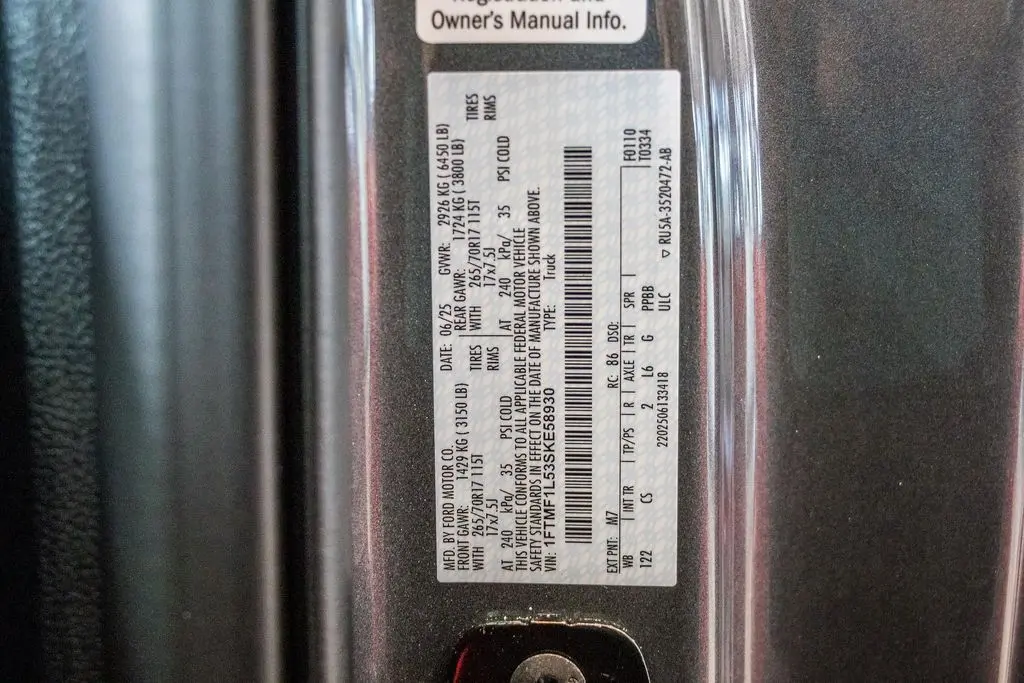 Owner's Manual Info.
MFD. BY FORD MOTOR CO. DATE: 06/25 GVWR: 2926 KG ( 6450 LB)
FRONT GAWR: 1429 KG ( 3150 LB) REAR GAWR: 1724 KG ( 3800 LB)
WITH 265/70R17 115T TIRES WITH 265/70R17 115T TIRES
17x7.5J RIMS 17x7.5J RIMS
AT 240 kPa/ 35 PSI COLD AT 240 kPa/ 35 PSI COLD
THIS VEHICLE CONFORMS TO ALL APPLICABLE FEDERAL MOTOR VEHICLE
SAFETY STANDARDS IN EFFECT ON THE DATE OF MANUFACTURE SHOWN ABOVE.
VIN: 1FTMF1L53SKE58930 TYPE: Truck
EXT PNT: M7 RC: 86 DSO: F0110
WB INT TR TP/PS R AXLE TR SPR T0334
122 CS 2 L6 G PPBB
2202506133418 ULC ▽ RU5A-3520472-AB